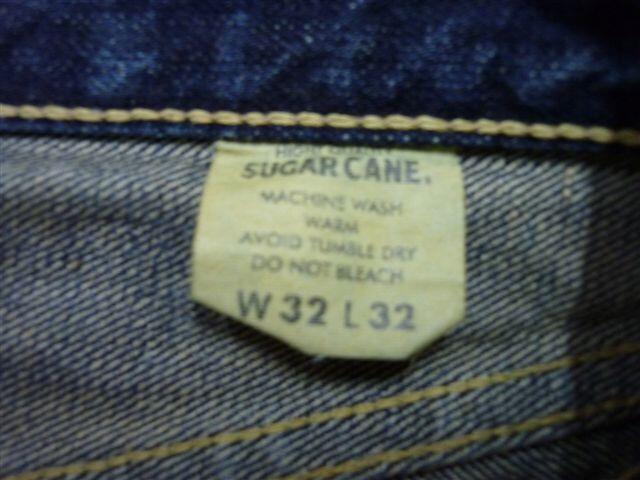 SUGAR CANE.
MACHINE WASH
WARM
AVOID TUMBLE DRY
DO NOT BLEACH
W 32 L 32